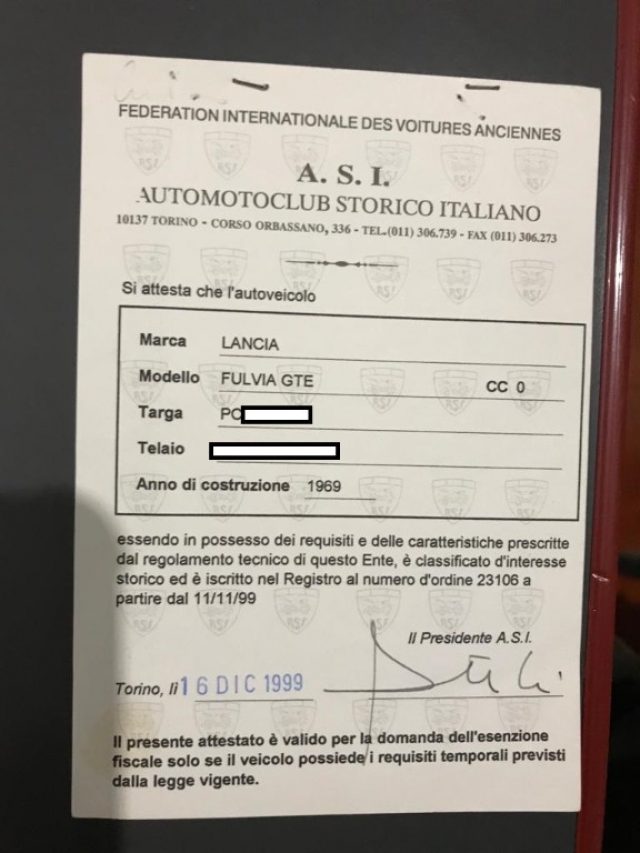 FEDERATION INTERNATIONALE DES VOITURES ANCIENNES
A. S. I.
AUTOMOTOCLUB STORICO ITALIANO
10137 TORINO - CORSO ORBASSANO, 336 - TEL.(011) 306.739 - FAX (011) 306.273
Si attesta che l'autoveicolo
Marca LANCIA
Modello FULVIA GTE CC 0
Targa PO
Telaio
Anno di costruzione 1969
essendo in possesso dei requisiti e delle caratteristiche prescritte
dal regolamento tecnico di questo Ente, è classificato d'interesse
storico ed è iscritto nel Registro al numero d'ordine 23106 a
partire dal 11/11/99
Il Presidente A.S.I.
Torino, lì 16 DIC 1999
Il presente attestato è valido per la domanda dell'esenzione
fiscale solo se il veicolo possiede i requisiti temporali previsti
dalla legge vigente.